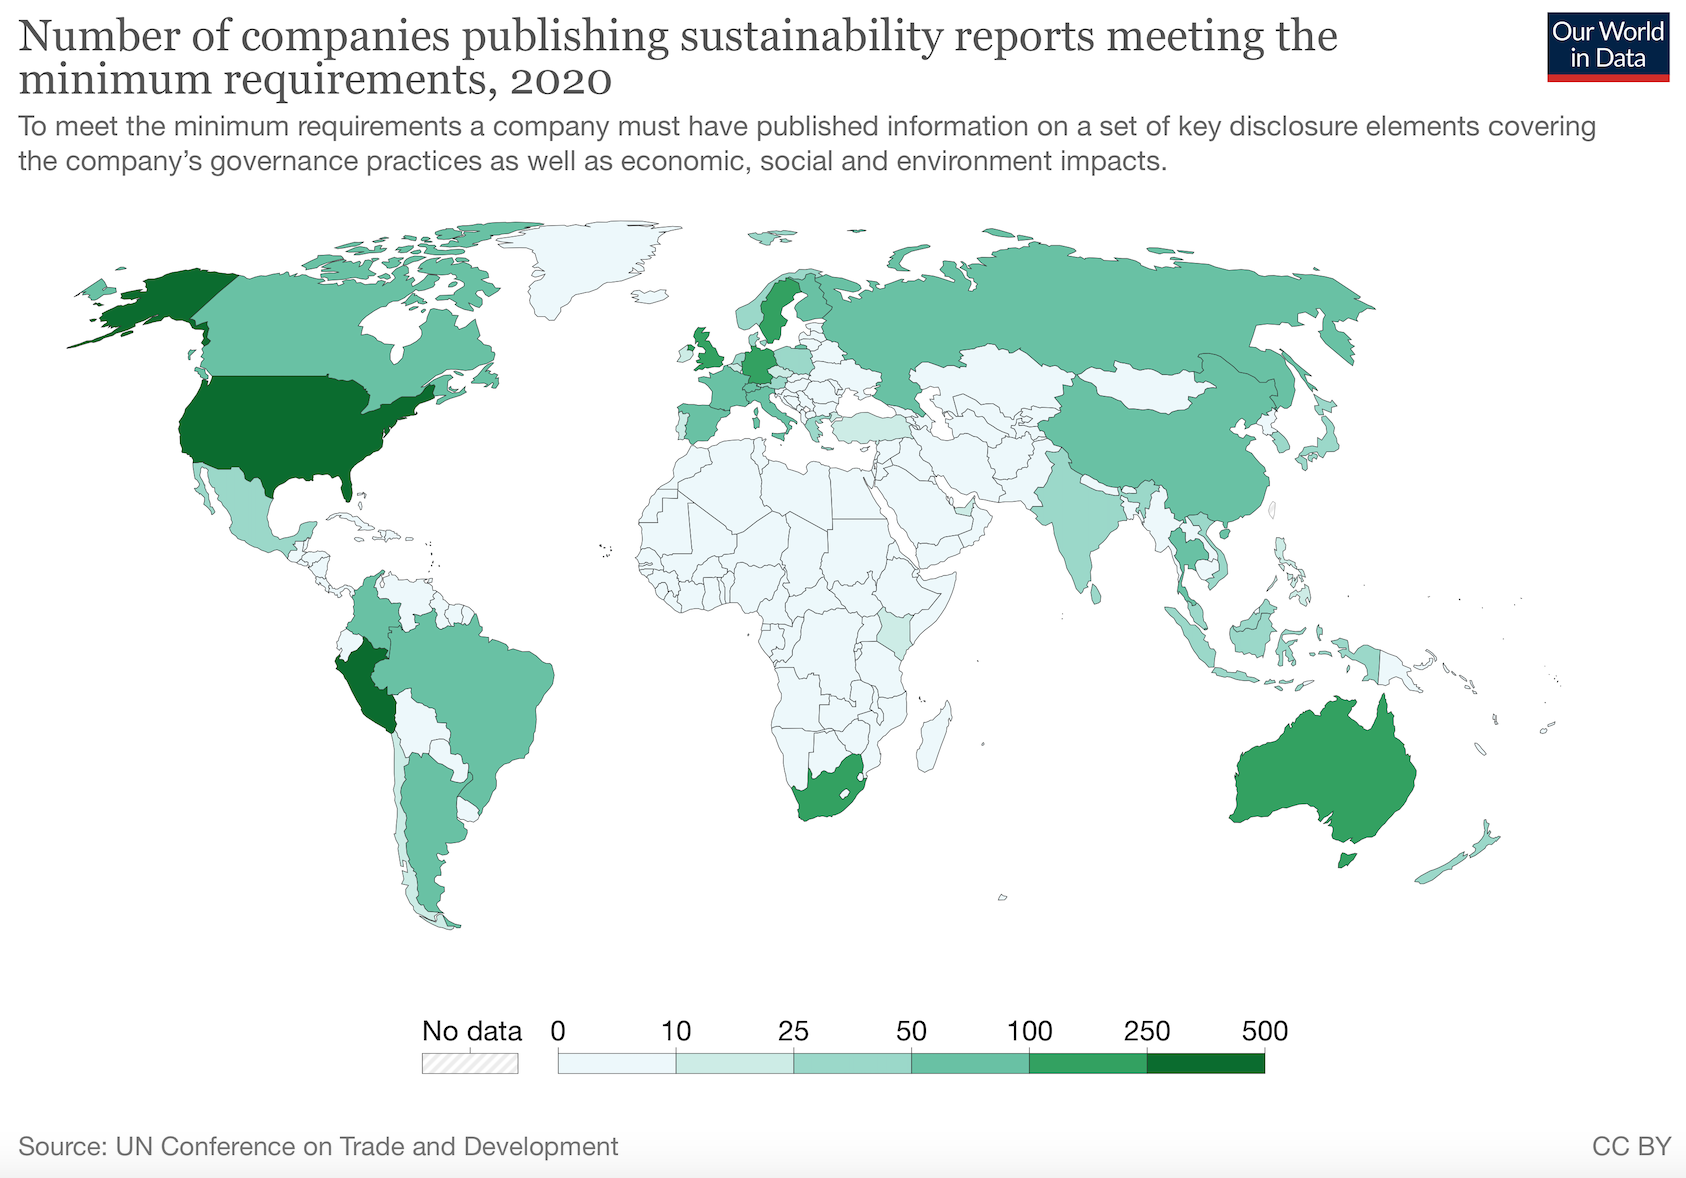 Number of companies publishing sustainability reports meeting the
minimum requirements, 2020
Our World
in Data
To meet the minimum requirements a company must have published information on a set of key disclosure elements covering
the company’s governance practices as well as economic, social and environment impacts.
No data 0 10 25 50 100 250 500
Source: UN Conference on Trade and Development
CC BY